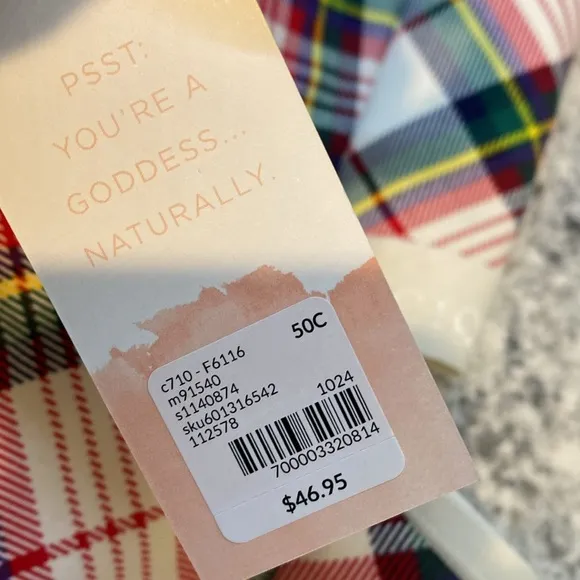 PSST:
YOU'RE A
GODDESS...
NATURALLY.
50C
c710 - F6116
m91540
s1140874
sku601316542
112578
1024
700003320814
$46.95